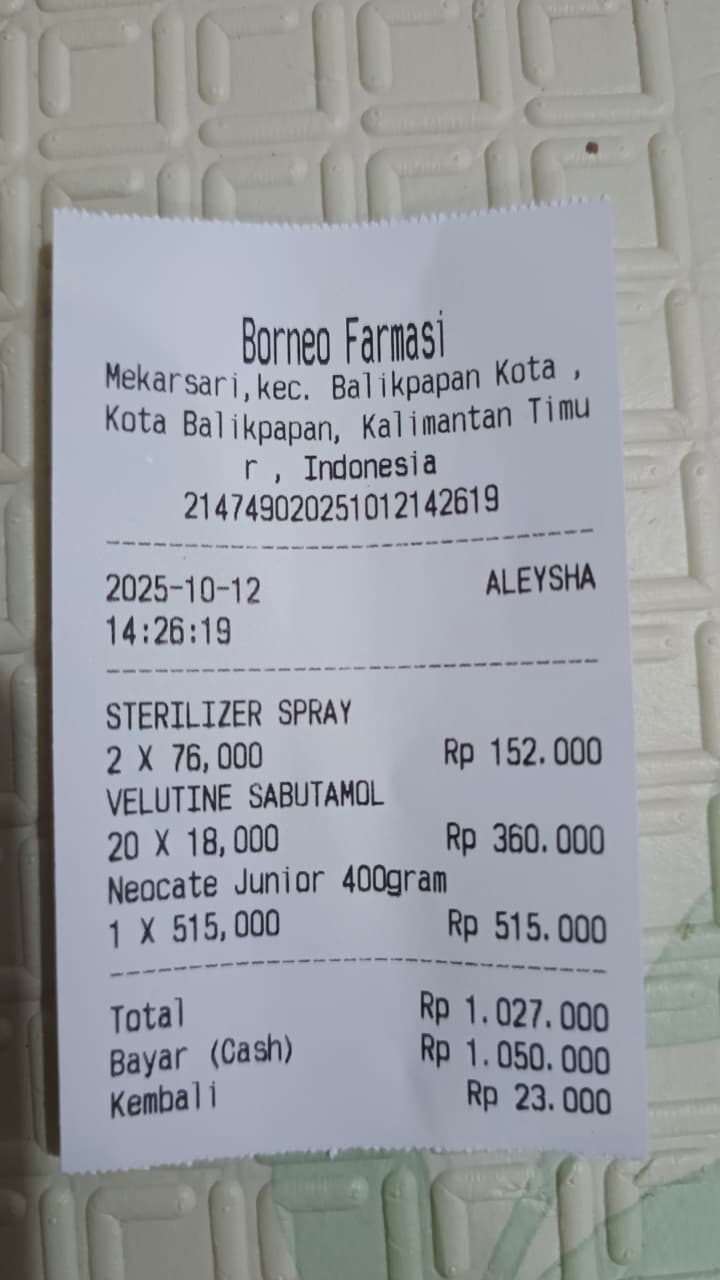 Borneo Farmasi
Mekarsari,kec. Balikpapan Kota ,
Kota Balikpapan, Kalimantan Timu
r , Indonesia
214749020251012142619
2025-10-12 ALEYSHA
14:26:19
STERILIZER SPRAY
2 X 76,000 Rp 152.000
VELUTINE SABUTAMOL
20 X 18,000 Rp 360.000
Neocate Junior 400gram
1 X 515,000 Rp 515.000
Total Rp 1.027.000
Bayar (Cash) Rp 1.050.000
Kembali Rp 23.000